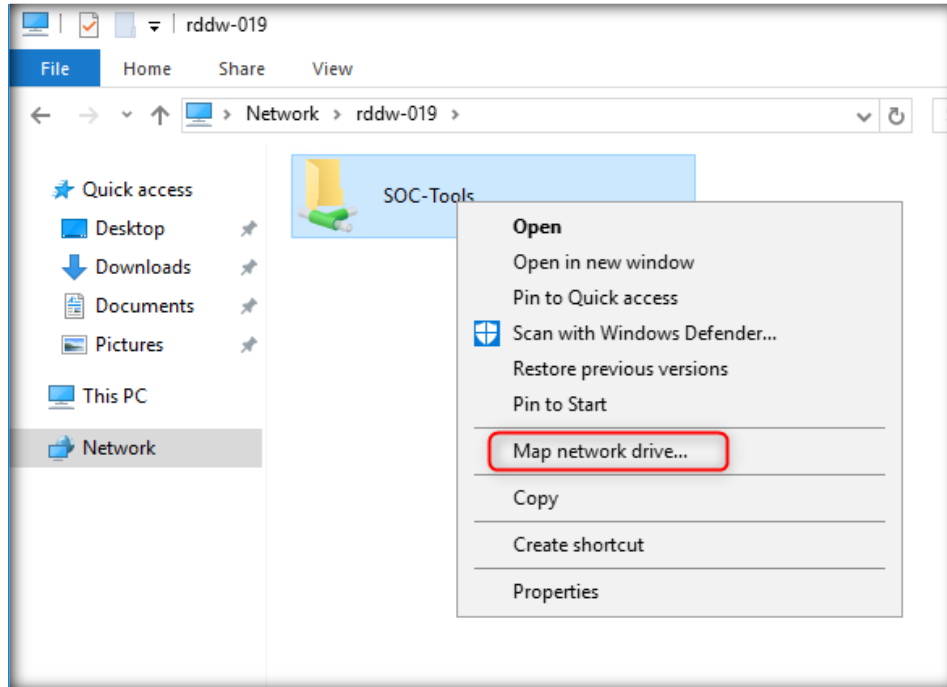 rddw-019
File Home Share View
Network rddw-019
Quick access
Desktop
Downloads
Documents
Pictures
This PC
Network
SOC-Tools
Open
Open in new window
Pin to Quick access
Scan with Windows Defender...
Restore previous versions
Pin to Start
Map network drive...
Copy
Create shortcut
Properties